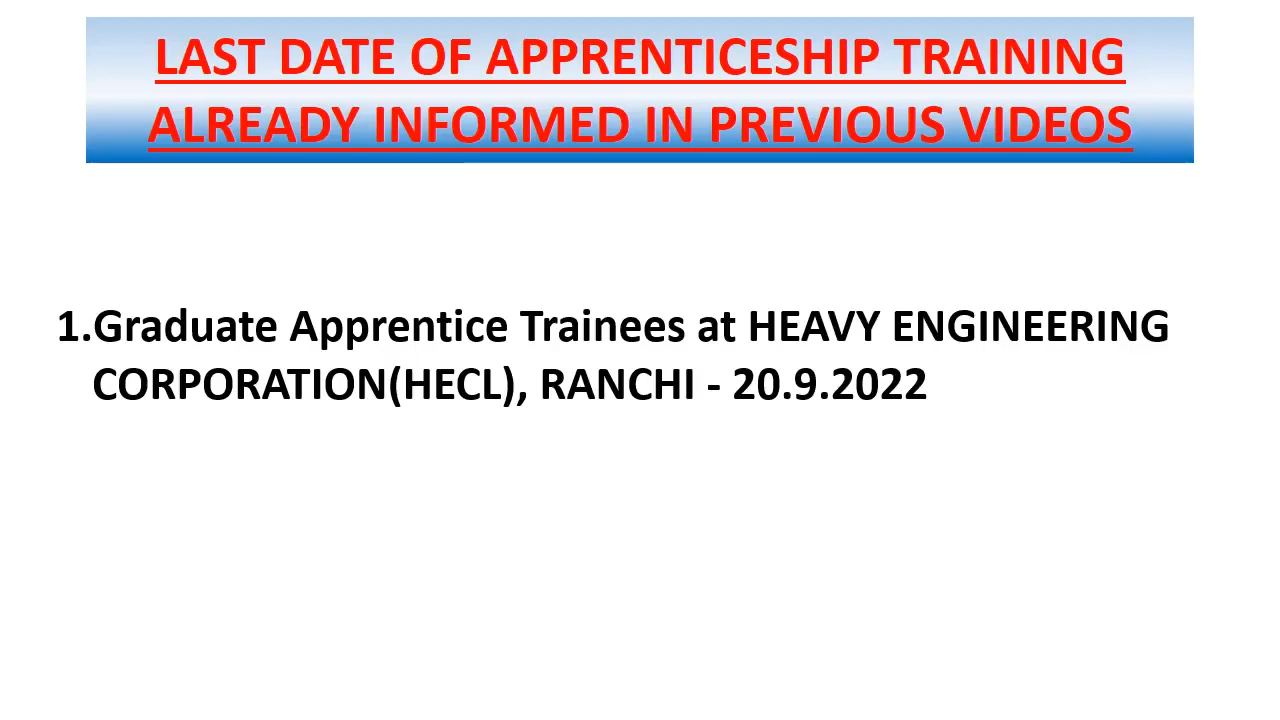 LAST DATE OF APPRENTICESHIP TRAINING
ALREADY INFORMED IN PREVIOUS VIDEOS
1.Graduate Apprentice Trainees at HEAVY ENGINEERING
CORPORATION(HECL), RANCHI - 20.9.2022